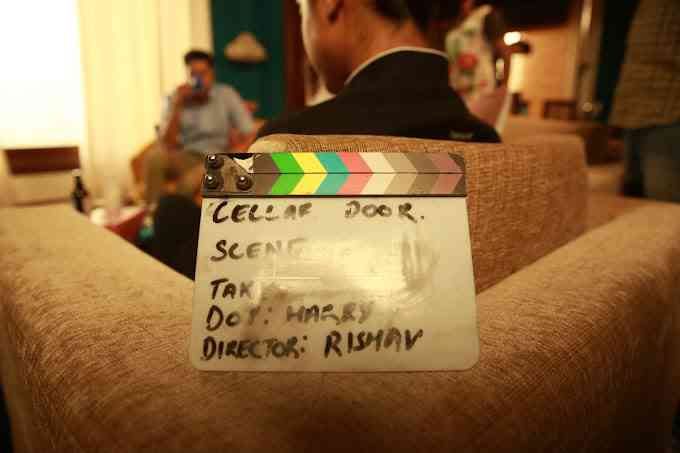 CELLAR DOOR.
SCENE
TAKE
DOP: HARRY
DIRECTOR: RISHAV